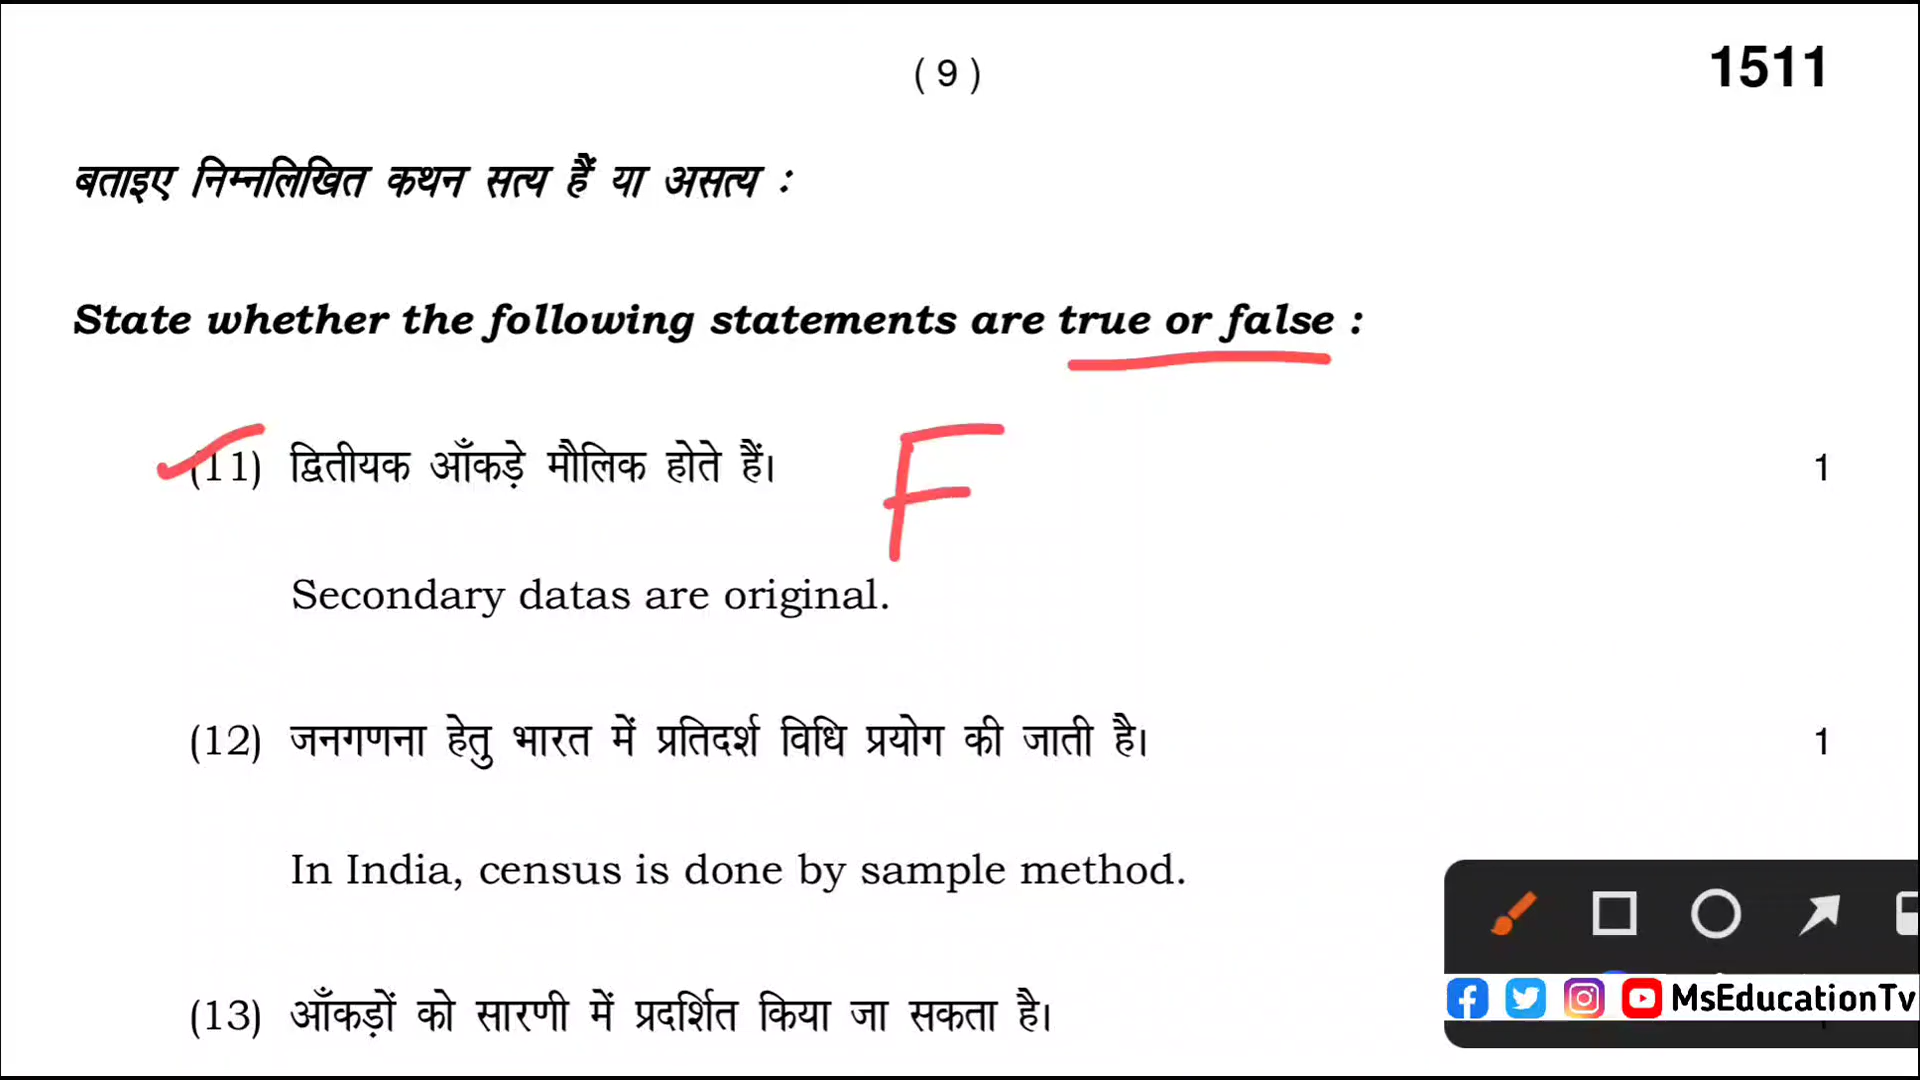 ( 9 )
1511
बताइए निम्नलिखित कथन सत्य हैं या असत्य :
State whether the following statements are true or false :
(11) द्वितीयक आँकड़े मौलिक होते हैं।
1
F
Secondary datas are original.
(12) जनगणना हेतु भारत में प्रतिदर्श विधि प्रयोग की जाती है।
1
In India, census is done by sample method.
(13) आँकड़ों को सारणी में प्रदर्शित किया जा सकता है।
MsEducationTv